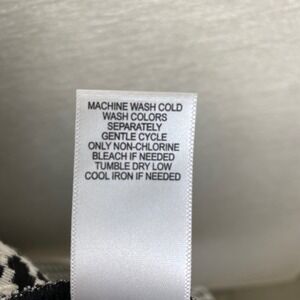 MACHINE WASH COLD
WASH COLORS
SEPARATELY
GENTLE CYCLE
ONLY NON-CHLORINE
BLEACH IF NEEDED
TUMBLE DRY LOW
COOL IRON IF NEEDED